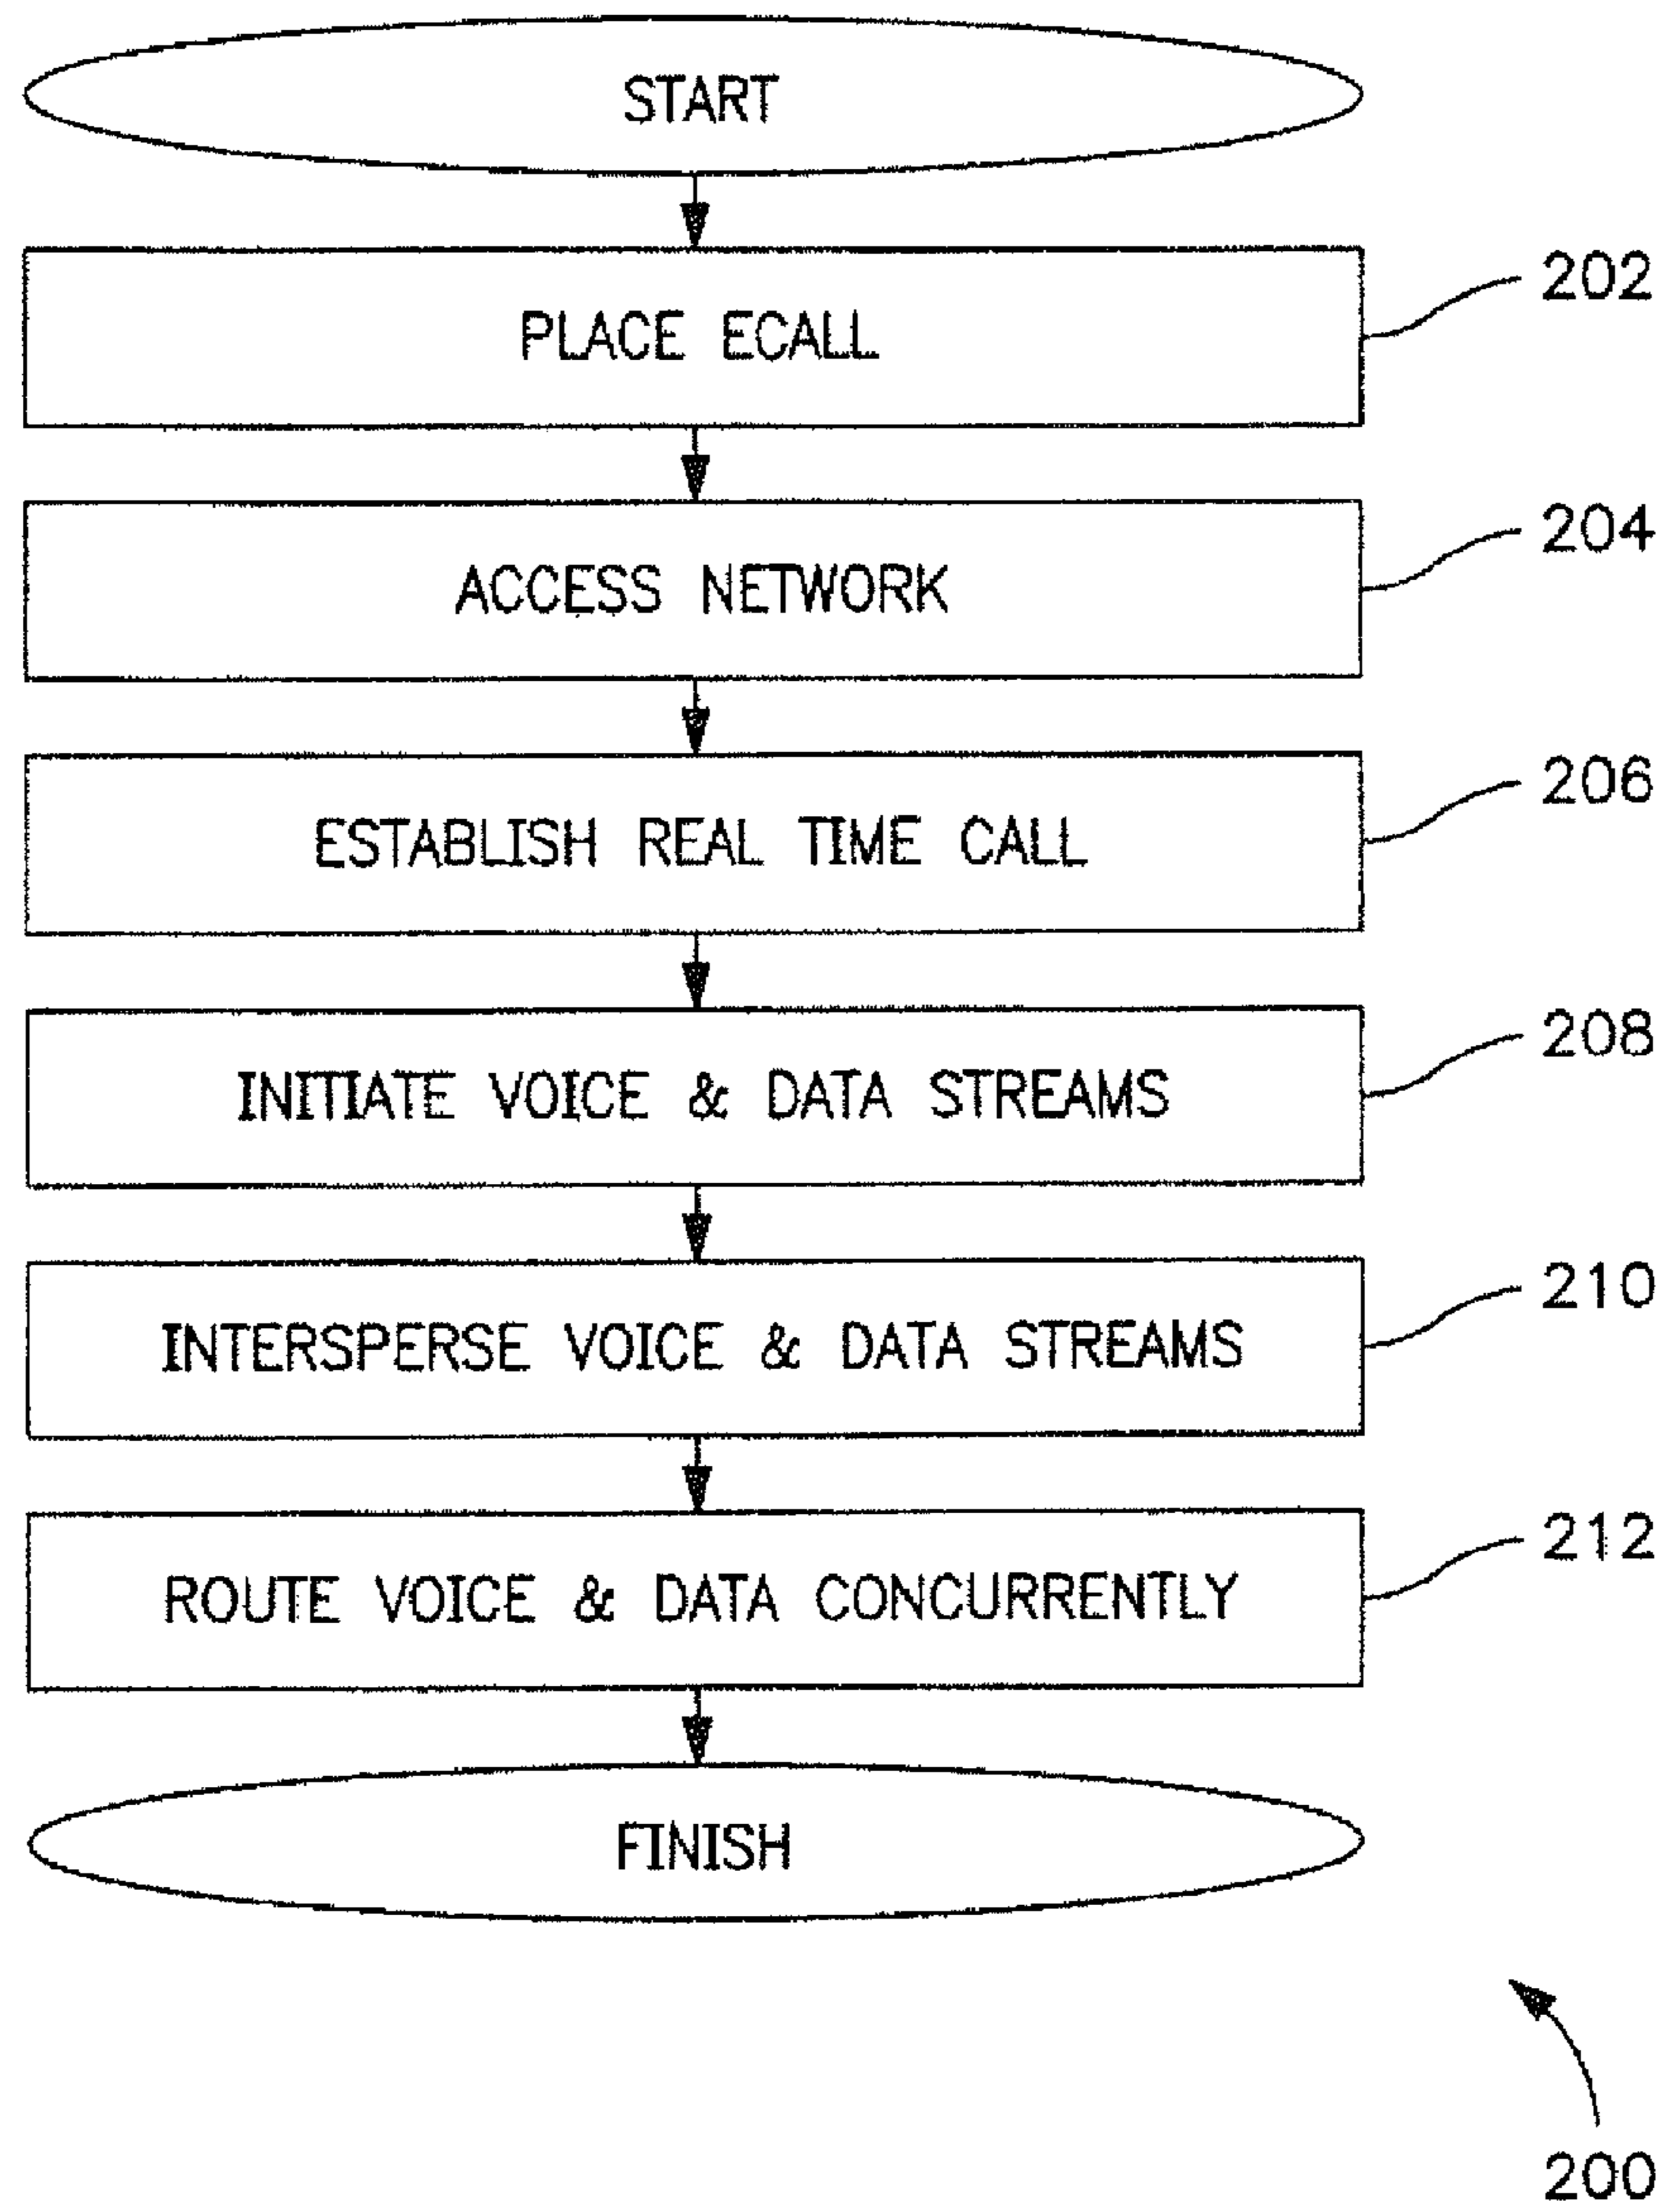 START
PLACE ECALL
202
ACCESS NETWORK
204
ESTABLISH REAL TIME CALL
206
INITIATE VOICE & DATA STREAMS
208
INTERSPERSE VOICE & DATA STREAMS
210
ROUTE VOICE & DATA CONCURRENTLY
212
FINISH
200